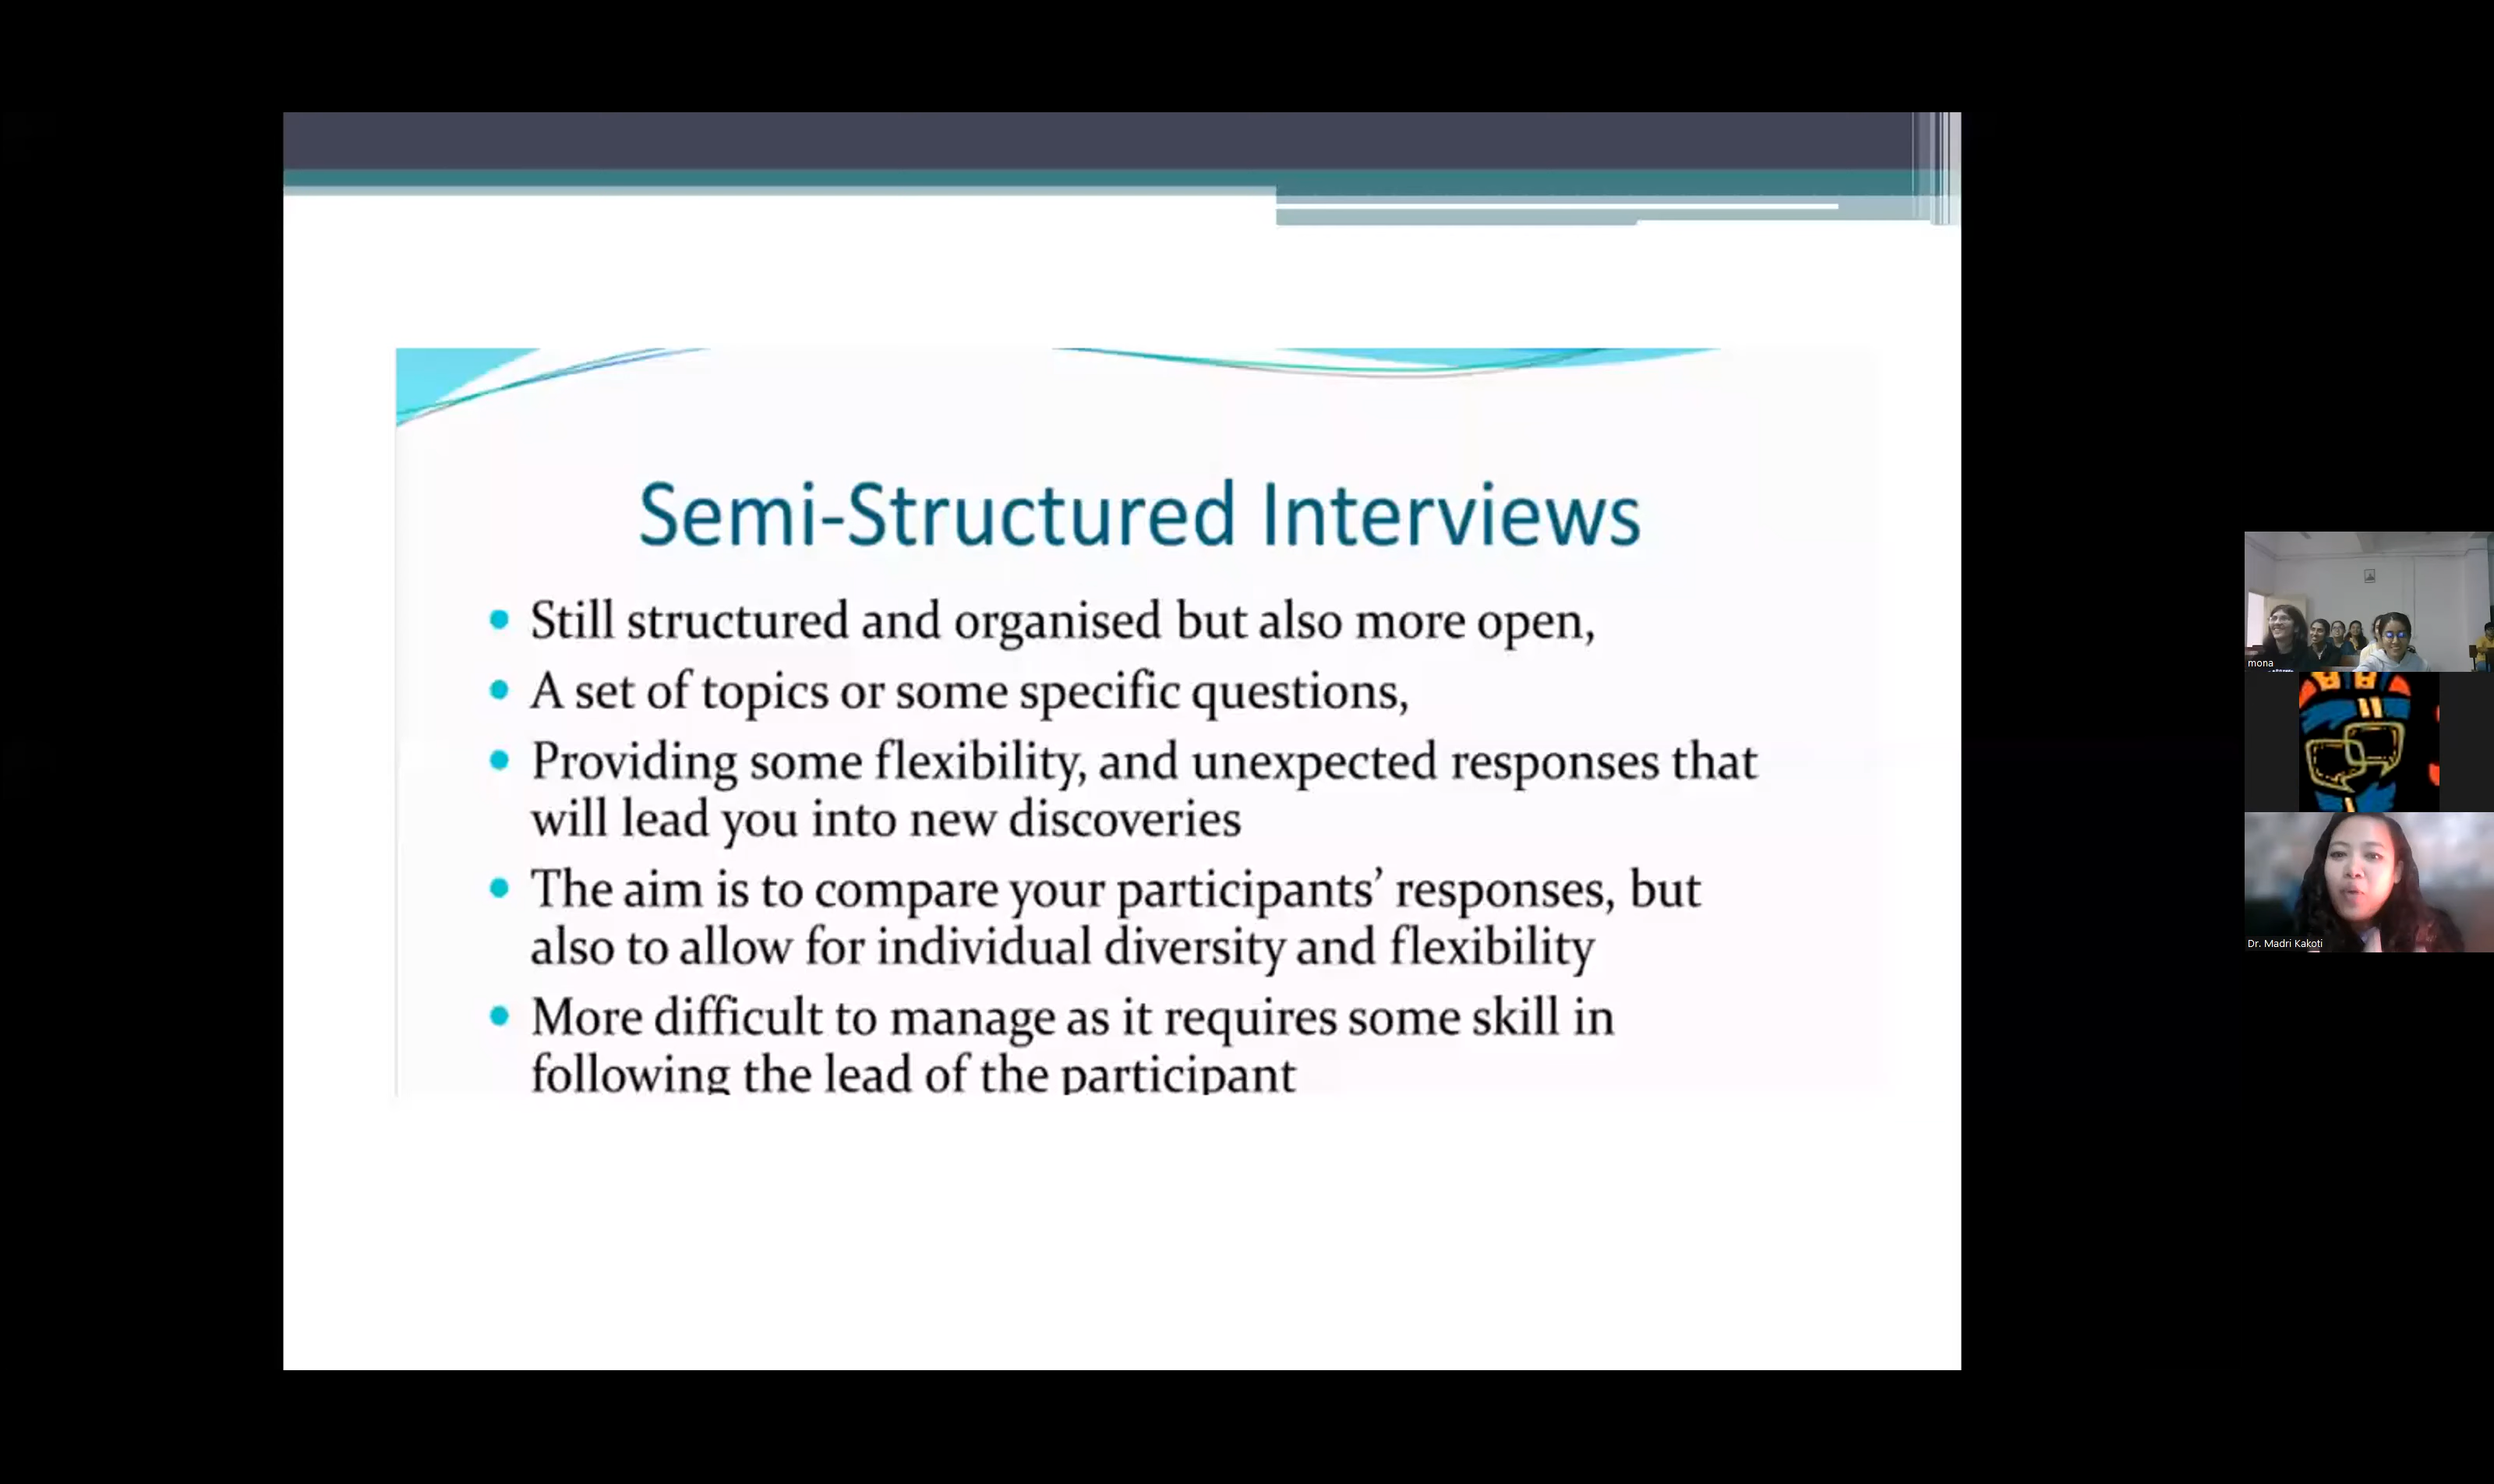 Semi-Structured Interviews
Still structured and organised but also more open,
A set of topics or some specific questions,
Providing some flexibility, and unexpected responses that
will lead you into new discoveries
The aim is to compare your participants’ responses, but
also to allow for individual diversity and flexibility
More difficult to manage as it requires some skill in
following the lead of the participant
mona
Dr. Madri Kakoti